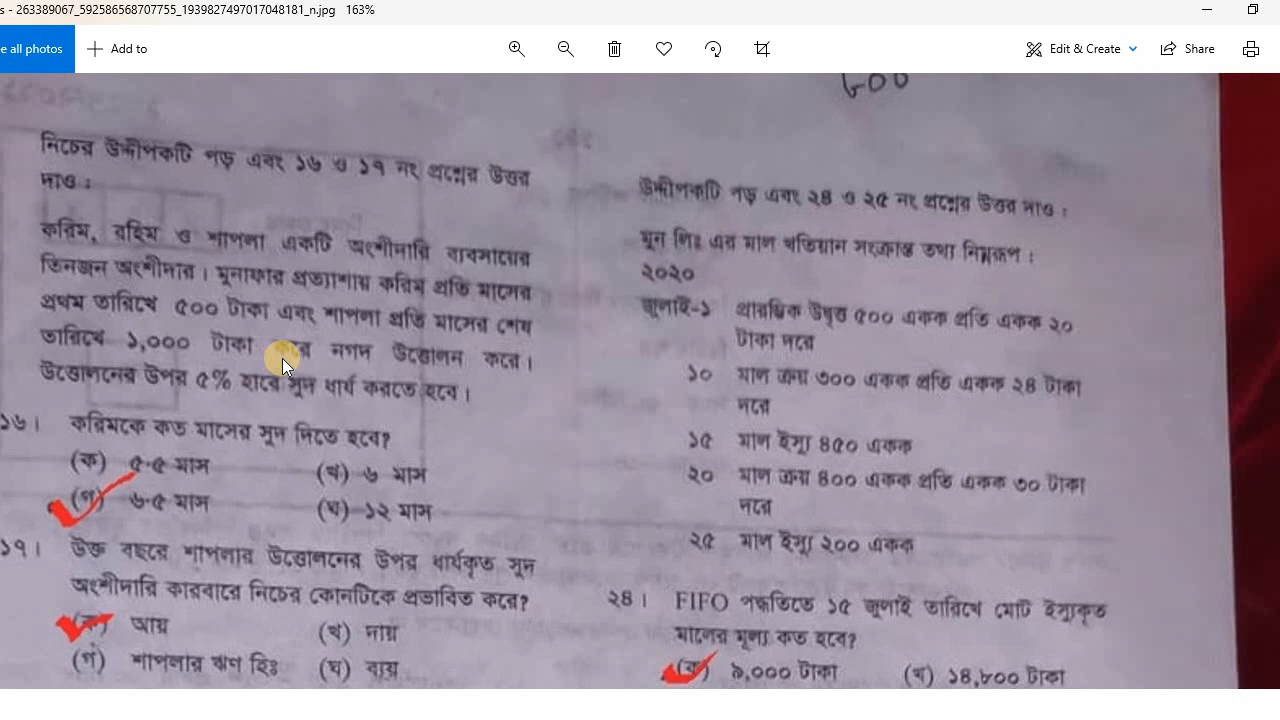 s - 263389067_592586568707755_1939827497017048181_n.jpg 163%
e all photos
Add to
Edit & Create
Share
৮০০
নিচের উদ্দীপকটি পড় এবং ১৬ ও ১৭ নং প্রশ্নের উত্তর
দাও :
করিম, রহিম ও শাপলা একটি অংশীদারি ব্যবসায়ের
তিনজন অংশীদার। মুনাফার প্রত্যাশায় করিম প্রতি মাসের
প্রথম তারিখে ৫০০ টাকা এবং শাপলা প্রতি মাসের শেষ
তারিখে ১,০০০ টাকা করে নগদ উত্তোলন করে।
উত্তোলনের উপর ৫% হারে সুদ ধার্য করতে হবে।
১৬। করিমকে কত মাসের সুদ দিতে হবে?
(ক) ৫·৫ মাস (খ) ৬ মাস
(গ) ৬·৫ মাস (ঘ) ১২ মাস
১৭। উক্ত বছরে শাপলার উত্তোলনের উপর ধার্যকৃত সুদ
অংশীদারি কারবারে নিচের কোনটিকে প্রভাবিত করে?
(ক) আয় (খ) দায়
(গ) শাপলার ঋণ হিঃ (ঘ) ব্যয়
উদ্দীপকটি পড় এবং ২৪ ও ২৫ নং প্রশ্নের উত্তর দাও :
মুন লিঃ এর মাল খতিয়ান সংক্রান্ত তথ্য নিম্নরূপ :
২০২০
জুলাই-১ প্রারম্ভিক উদ্বৃত্ত ৫০০ একক প্রতি একক ২০
টাকা দরে
১০ মাল ক্রয় ৩০০ একক প্রতি একক ২৪ টাকা
দরে
১৫ মাল ইস্যু ৪৫০ একক
২০ মাল ক্রয় ৪০০ একক প্রতি একক ৩০ টাকা
দরে
২৫ মাল ইস্যু ২০০ একক
২৪। FIFO পদ্ধতিতে ১৫ জুলাই তারিখে মোট ইস্যুকৃত
মালের মূল্য কত হবে?
(ক) ৯,০০০ টাকা (খ) ১৪,৮০০ টাকা